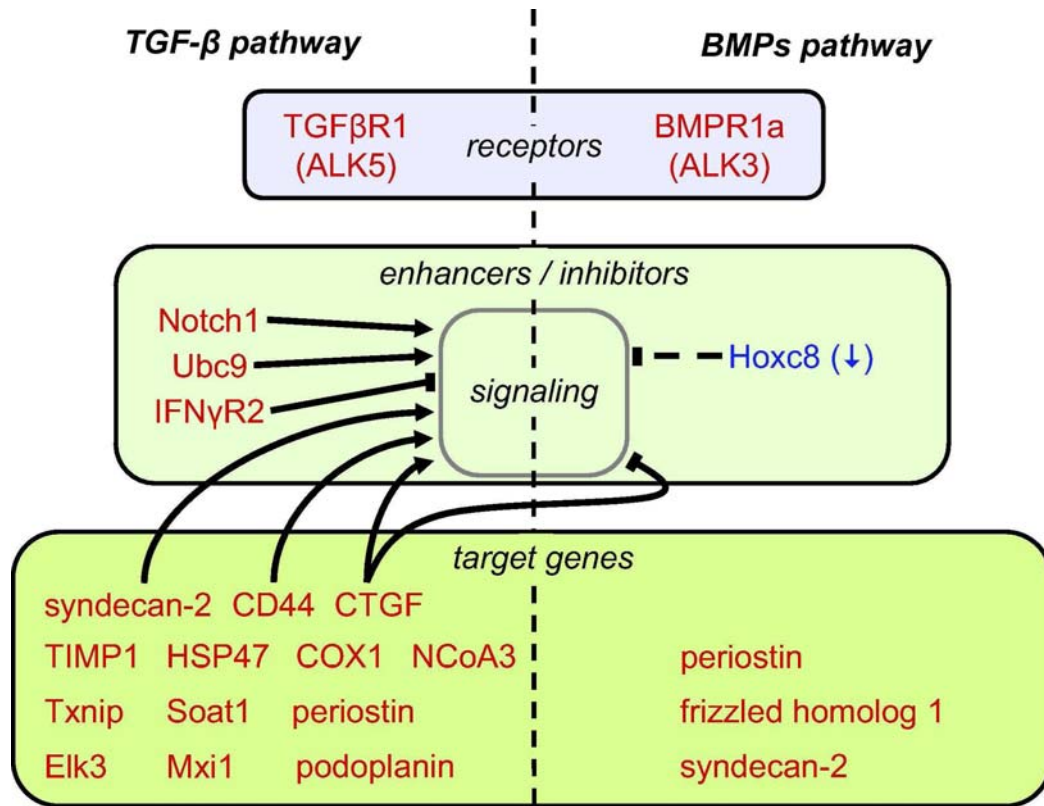 TGF-β pathway
BMPs pathway
TGFβR1
(ALK5)
receptors
BMPR1a
(ALK3)
enhancers / inhibitors
Notch1
Ubc9
IFNγR2
signaling
Hoxc8 (↓)
target genes
syndecan-2 CD44 CTGF
TIMP1 HSP47 COX1 NCoA3 periostin
Txnip Soat1 periostin frizzled homolog 1
Elk3 Mxi1 podoplanin syndecan-2